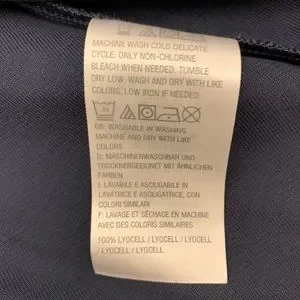 MACHINE WASH COLD DELICATE
CYCLE. ONLY NON-CHLORINE
BLEACH WHEN NEEDED. TUMBLE
DRY LOW. WASH AND DRY WITH LIKE
COLORS, LOW IRON IF NEEDED
GB: WASHABLE IN WASHING
MACHINE AND DRY WITH LIKE
COLORS
D: MASCHINENWASCHBAR UND
TROCKNERGEEIGNET MIT ÄHNLICHEN
FARBEN
I: LAVABILE E ASCIUGABILE IN
LAVATRICE E ASCIUGATRICE, CON
COLORI SIMILARI
F: LAVAGE ET SÉCHAGE EN MACHINE
AVEC DES COLORIS SIMILAIRES
100% LYOCELL / LYOCELL / LYOCELL
/ LYOCELL / LYOCELL